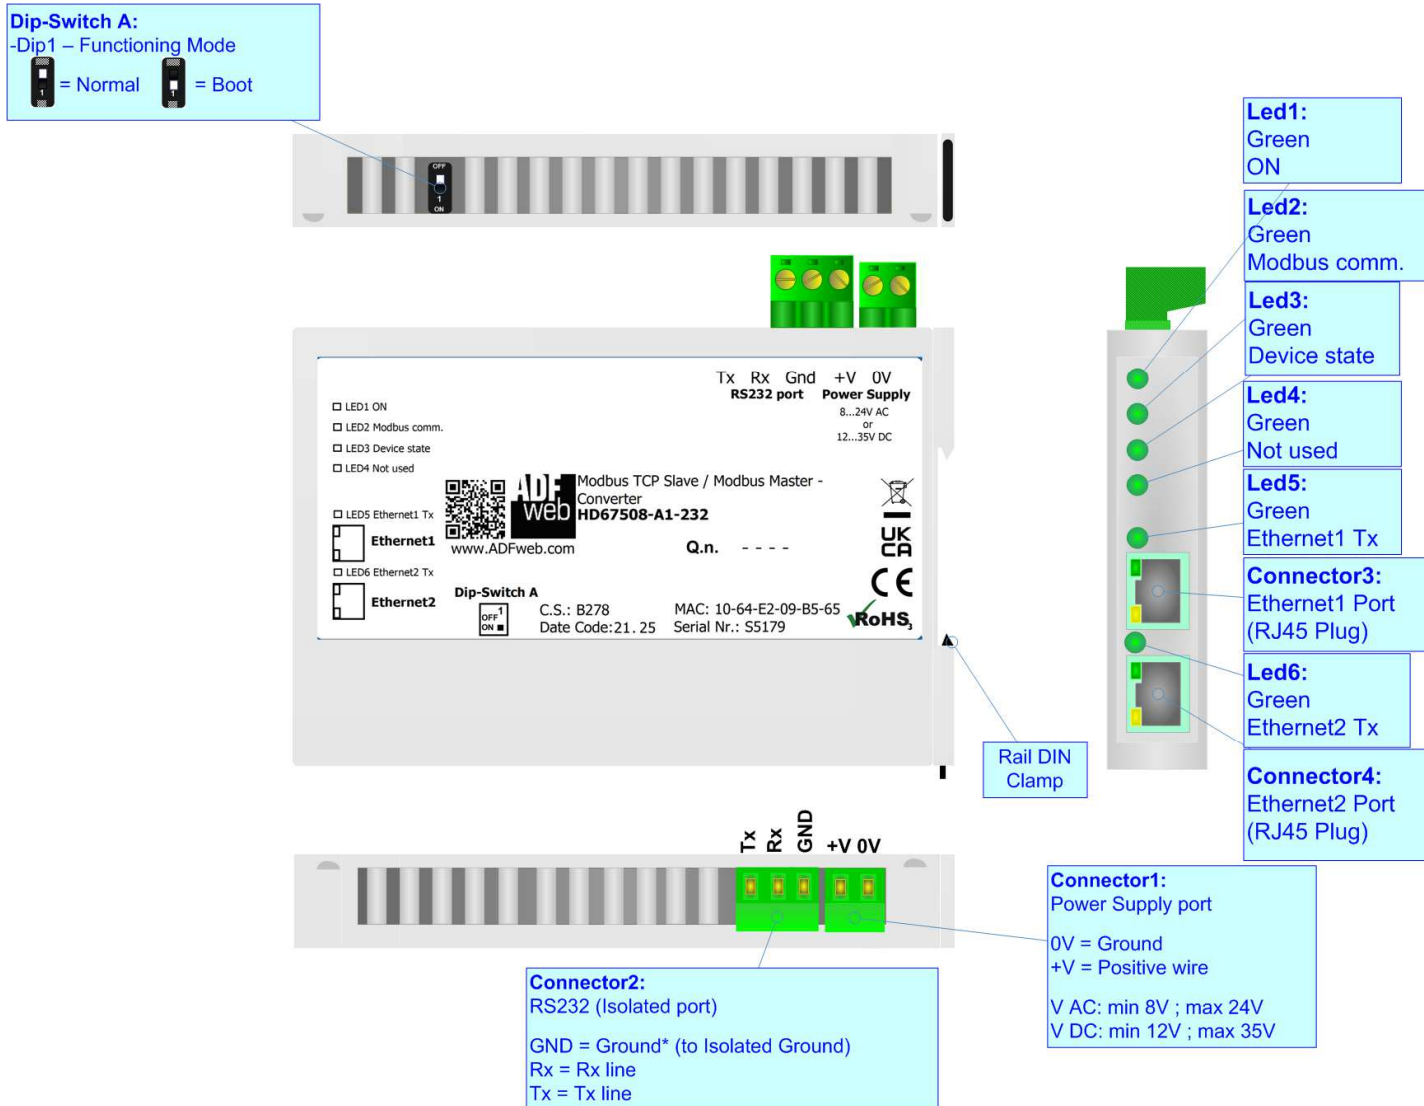 Dip-Switch A:
-Dip1 – Functioning Mode
1 = Normal 1 = Boot
OFF
1
ON
Led1:
Green
ON
Led2:
Green
Modbus comm.
Led3:
Green
Device state
Led4:
Green
Not used
Led5:
Green
Ethernet1 Tx
Connector3:
Ethernet1 Port
(RJ45 Plug)
Led6:
Green
Ethernet2 Tx
Connector4:
Ethernet2 Port
(RJ45 Plug)
Tx Rx Gnd +V 0V
RS232 port Power Supply
8...24V AC
or
12...35V DC
LED1 ON
LED2 Modbus comm.
LED3 Device state
LED4 Not used
LED5 Ethernet1 Tx
Ethernet1
LED6 Ethernet2 Tx
Ethernet2
ADF
web
www.ADFweb.com
Modbus TCP Slave / Modbus Master -
Converter
HD67508-A1-232
Q.n. - - - -
UK
CA
CE
RoHS3
Dip-Switch A
1
OFF
ON
C.S.: B278
Date Code:21. 25
MAC: 10-64-E2-09-B5-65
Serial Nr.: S5179
Rail DIN
Clamp
Tx Rx GND +V 0V
Connector1:
Power Supply port
0V = Ground
+V = Positive wire
V AC: min 8V ; max 24V
V DC: min 12V ; max 35V
Connector2:
RS232 (Isolated port)
GND = Ground* (to Isolated Ground)
Rx = Rx line
Tx = Tx line